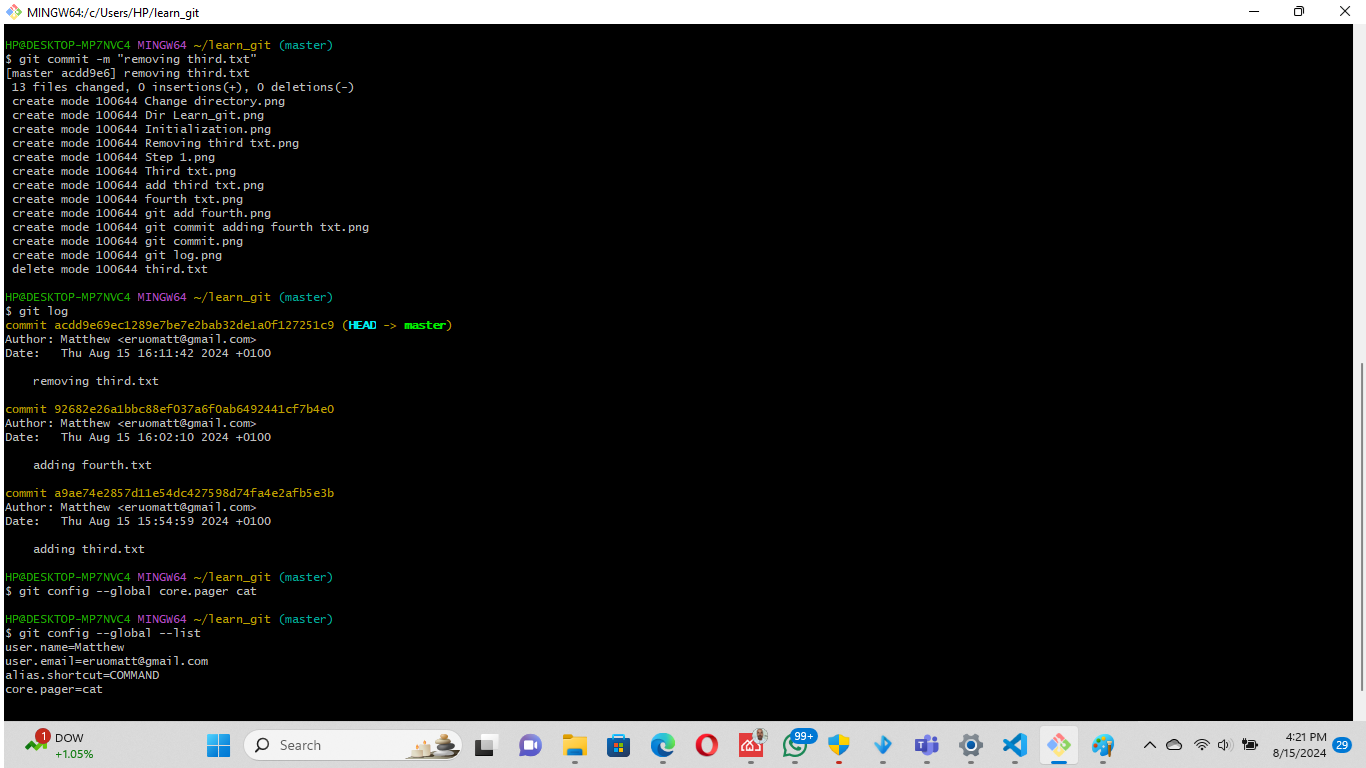 MINGW64:/c/Users/HP/learn_git
HP@DESKTOP-MP7NVC4 MINGW64 ~/learn_git (master)
$ git commit -m "removing third.txt"
[master acdd9e6] removing third.txt
 13 files changed, 0 insertions(+), 0 deletions(-)
 create mode 100644 Change directory.png
 create mode 100644 Dir Learn_git.png
 create mode 100644 Initialization.png
 create mode 100644 Removing third txt.png
 create mode 100644 Step 1.png
 create mode 100644 Third txt.png
 create mode 100644 add third txt.png
 create mode 100644 fourth txt.png
 create mode 100644 git add fourth.png
 create mode 100644 git commit adding fourth txt.png
 create mode 100644 git commit.png
 create mode 100644 git log.png
 delete mode 100644 third.txt
HP@DESKTOP-MP7NVC4 MINGW64 ~/learn_git (master)
$ git log
commit acdd9e69ec1289e7be7e2bab32de1a0f127251c9 (HEAD -> master)
Author: Matthew <eruomatt@gmail.com>
Date:   Thu Aug 15 16:11:42 2024 +0100
    removing third.txt
commit 92682e26a1bbc88ef037a6f0ab6492441cf7b4e0
Author: Matthew <eruomatt@gmail.com>
Date:   Thu Aug 15 16:02:10 2024 +0100
    adding fourth.txt
commit a9ae74e2857d11e54dc427598d74fa4e2afb5e3b
Author: Matthew <eruomatt@gmail.com>
Date:   Thu Aug 15 15:54:59 2024 +0100
    adding third.txt
HP@DESKTOP-MP7NVC4 MINGW64 ~/learn_git (master)
$ git config --global core.pager cat
HP@DESKTOP-MP7NVC4 MINGW64 ~/learn_git (master)
$ git config --global --list
user.name=Matthew
user.email=eruomatt@gmail.com
alias.shortcut=COMMAND
core.pager=cat
1
DOW
+1.05%
Search
99+
4:21 PM
8/15/2024
29